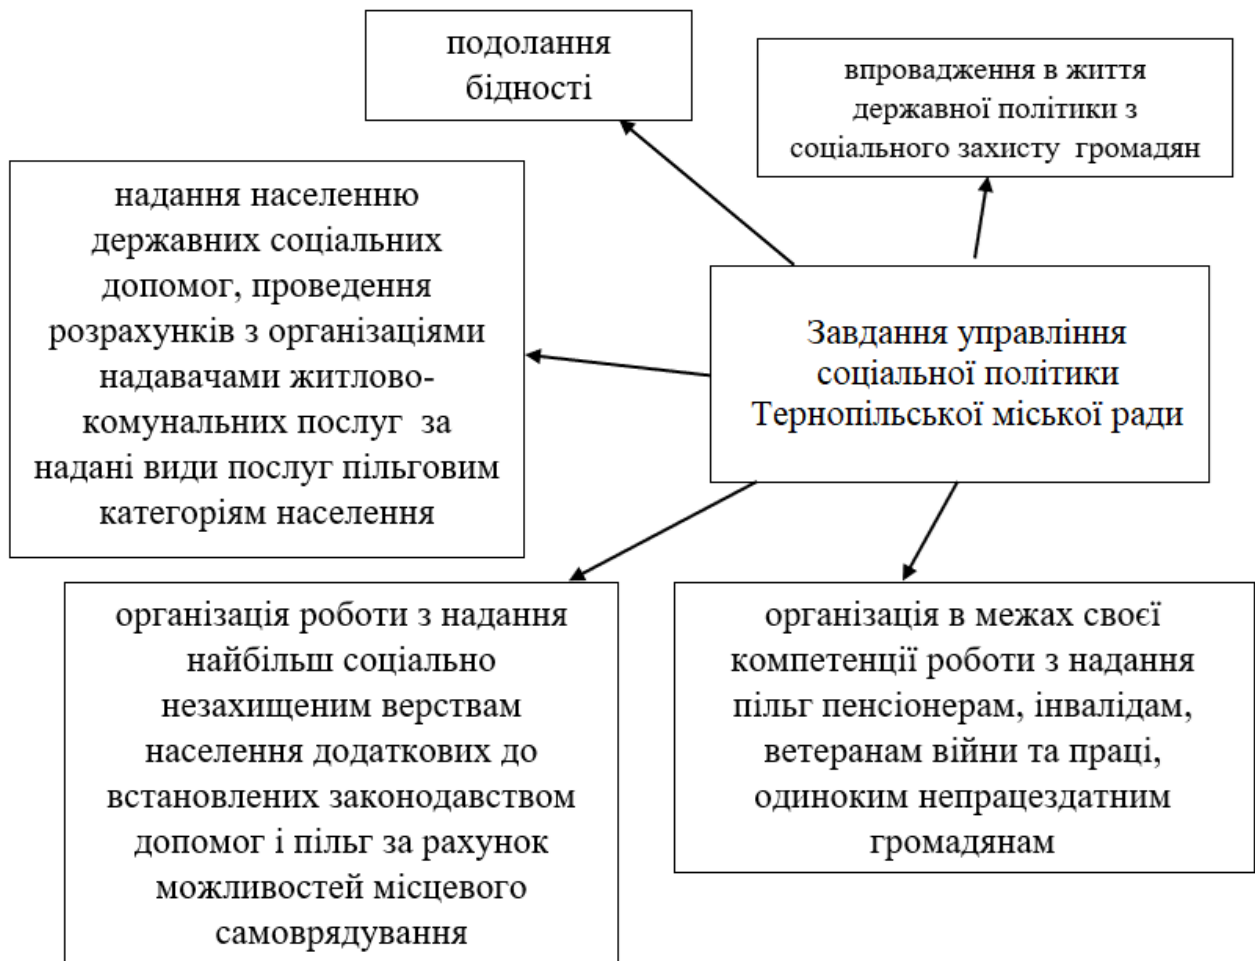 подолання
бідності
впровадження в життя
державної політики з
соціального захисту громадян
надання населенню
державних соціальних
допомог, проведення
розрахунків з організаціями
надавачами житлово-
комунальних послуг за
надані види послуг пільговим
категоріям населення
Завдання управління
соціальної політики
Тернопільської міської ради
організація роботи з надання
найбільш соціально
незахищеним верствам
населення додаткових до
встановлених законодавством
допомог і пільг за рахунок
можливостей місцевого
самоврядування
організація в межах своєї
компетенції роботи з надання
пільг пенсіонерам, інвалідам,
ветеранам війни та праці,
одиноким непрацездатним
громадянам